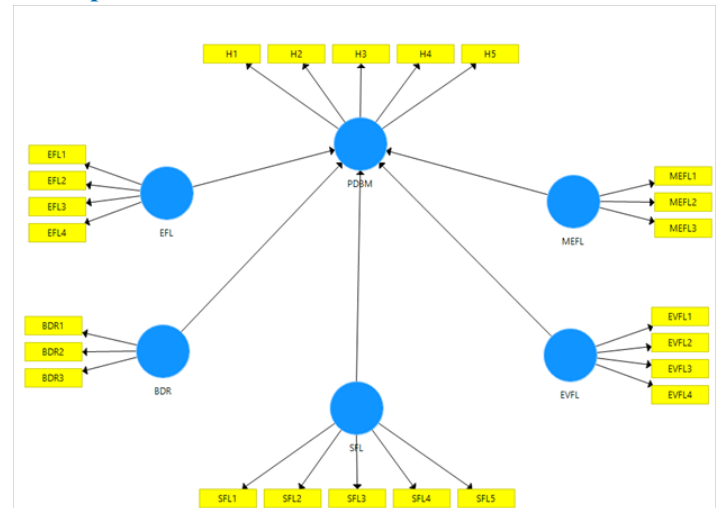 H1 H2 H3 H4 H5
PDBM
EFL1
EFL2
EFL3
EFL4
EFL
MEFL1
MEFL2
MEFL3
MEFL
BDR1
BDR2
BDR3
BDR
EVFL1
EVFL2
EVFL3
EVFL4
EVFL
SFL
SFL1 SFL2 SFL3 SFL4 SFL5